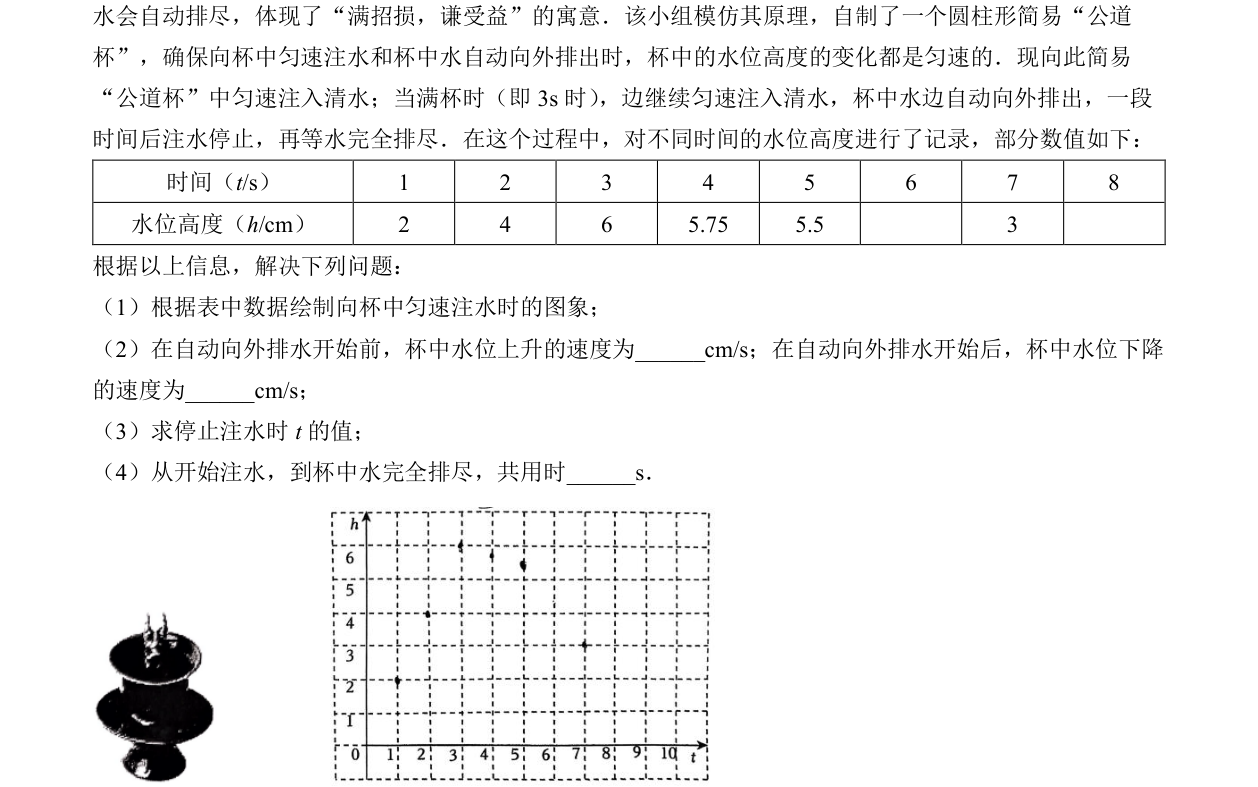 水会自动排尽，体现了“满招损，谦受益”的寓意．该小组模仿其原理，自制了一个圆柱形简易“公道
杯”，确保向杯中匀速注水和杯中水自动向外排出时，杯中的水位高度的变化都是匀速的．现向此简易
“公道杯”中匀速注入清水；当满杯时（即 3s 时），边继续匀速注入清水，杯中水边自动向外排出，一段
时间后注水停止，再等水完全排尽．在这个过程中，对不同时间的水位高度进行了记录，部分数值如下：
时间（t/s） 1 2 3 4 5 6 7 8
水位高度（h/cm） 2 4 6 5.75 5.5 3
根据以上信息，解决下列问题：
（1）根据表中数据绘制向杯中匀速注水时的图象；
（2）在自动向外排水开始前，杯中水位上升的速度为______cm/s；在自动向外排水开始后，杯中水位下降
的速度为______cm/s；
（3）求停止注水时 t 的值；
（4）从开始注水，到杯中水完全排尽，共用时______s．
h
6
5
4
3
2
1
0 1 2 3 4 5 6 7 8 9 10 t